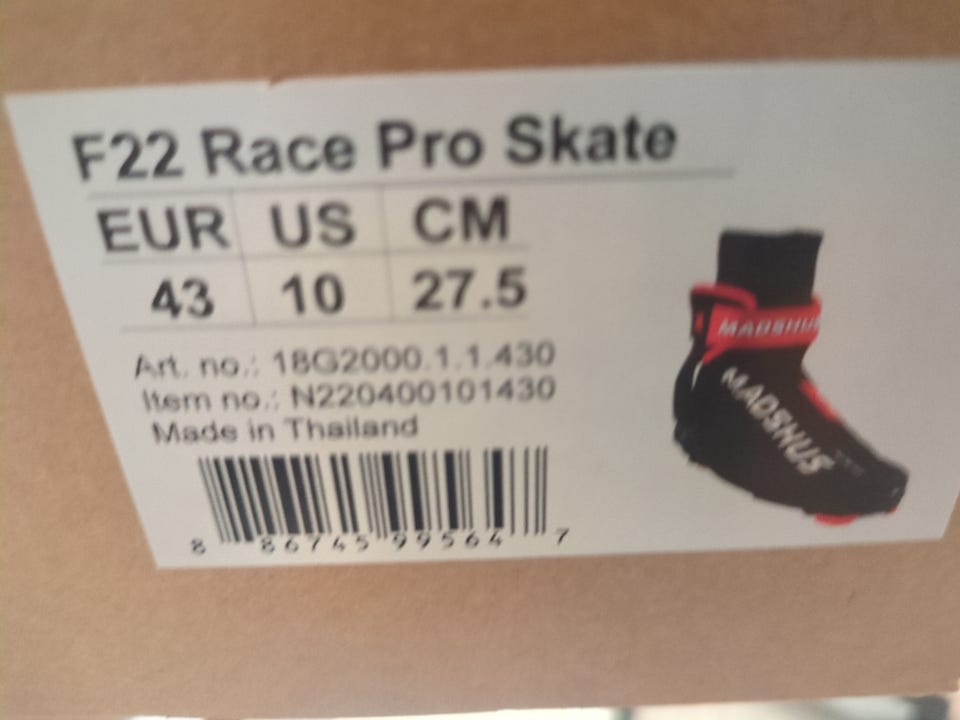 F22 Race Pro Skate
EUR US CM
43 10 27.5
Art. no.: 18G2000.1.1.430
Item no.: N220400101430
Made in Thailand
8 86745 99564 7
MADSHUS
MADSHUS